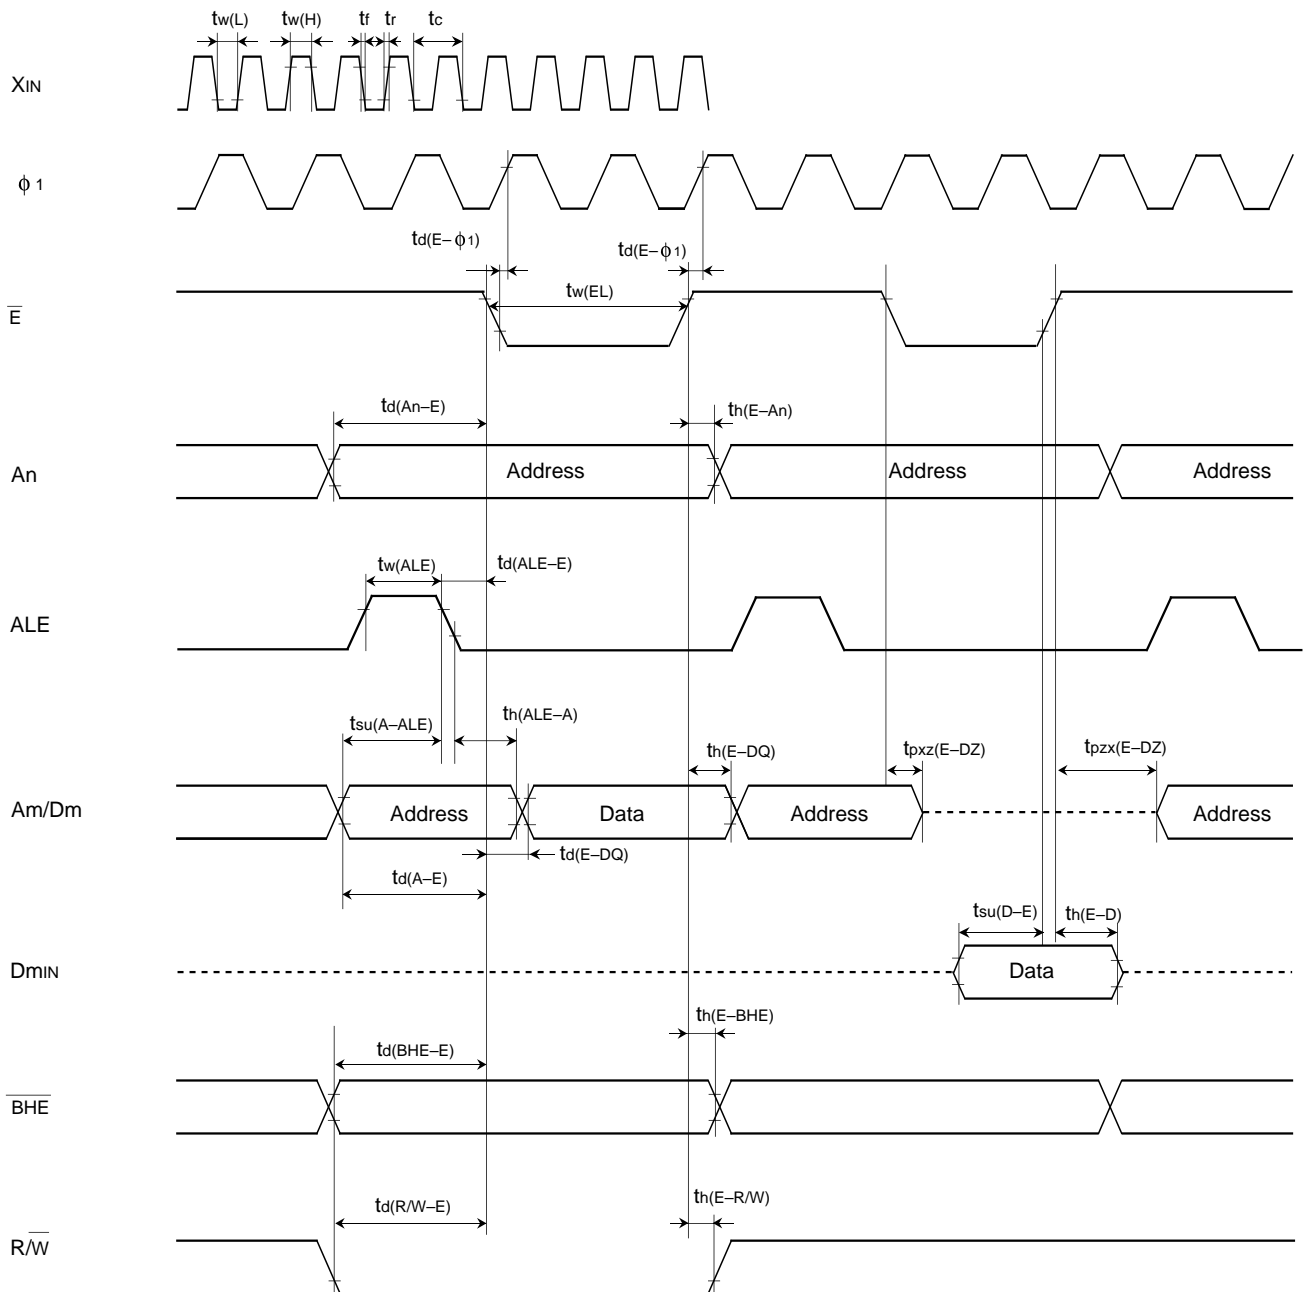 tw(L) tw(H) tf tr tc
XIN
ϕ 1
td(E–ϕ1) td(E–ϕ1)
tw(EL)
E
td(An–E) th(E–An)
An Address Address Address
tw(ALE) td(ALE–E)
ALE
tsu(A–ALE) th(ALE–A) th(E–DQ) tpxz(E–DZ) tpzx(E–DZ)
Am/Dm Address Data Address Address
td(E–DQ)
td(A–E)
tsu(D–E) th(E–D)
DmIN Data
th(E–BHE)
td(BHE–E)
BHE
td(R/W–E) th(E–R/W)
R/W